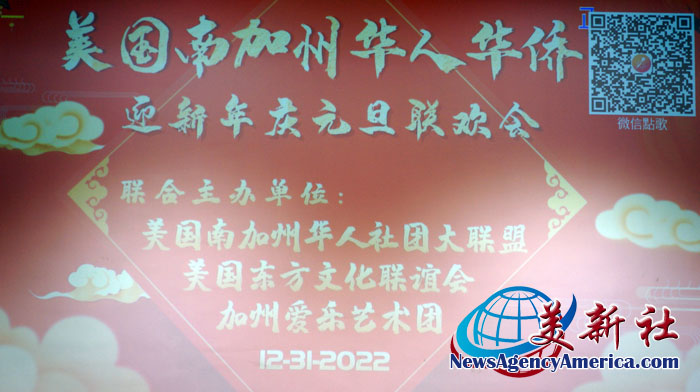 美国南加州华人华侨
微信點歌
迎新年庆元旦联欢会
联合主办单位：
美国南加州华人社团大联盟
美国东方文化联谊会
加州爱乐艺术团
12-31-2022
美新社
NewsAgencyAmerica.com